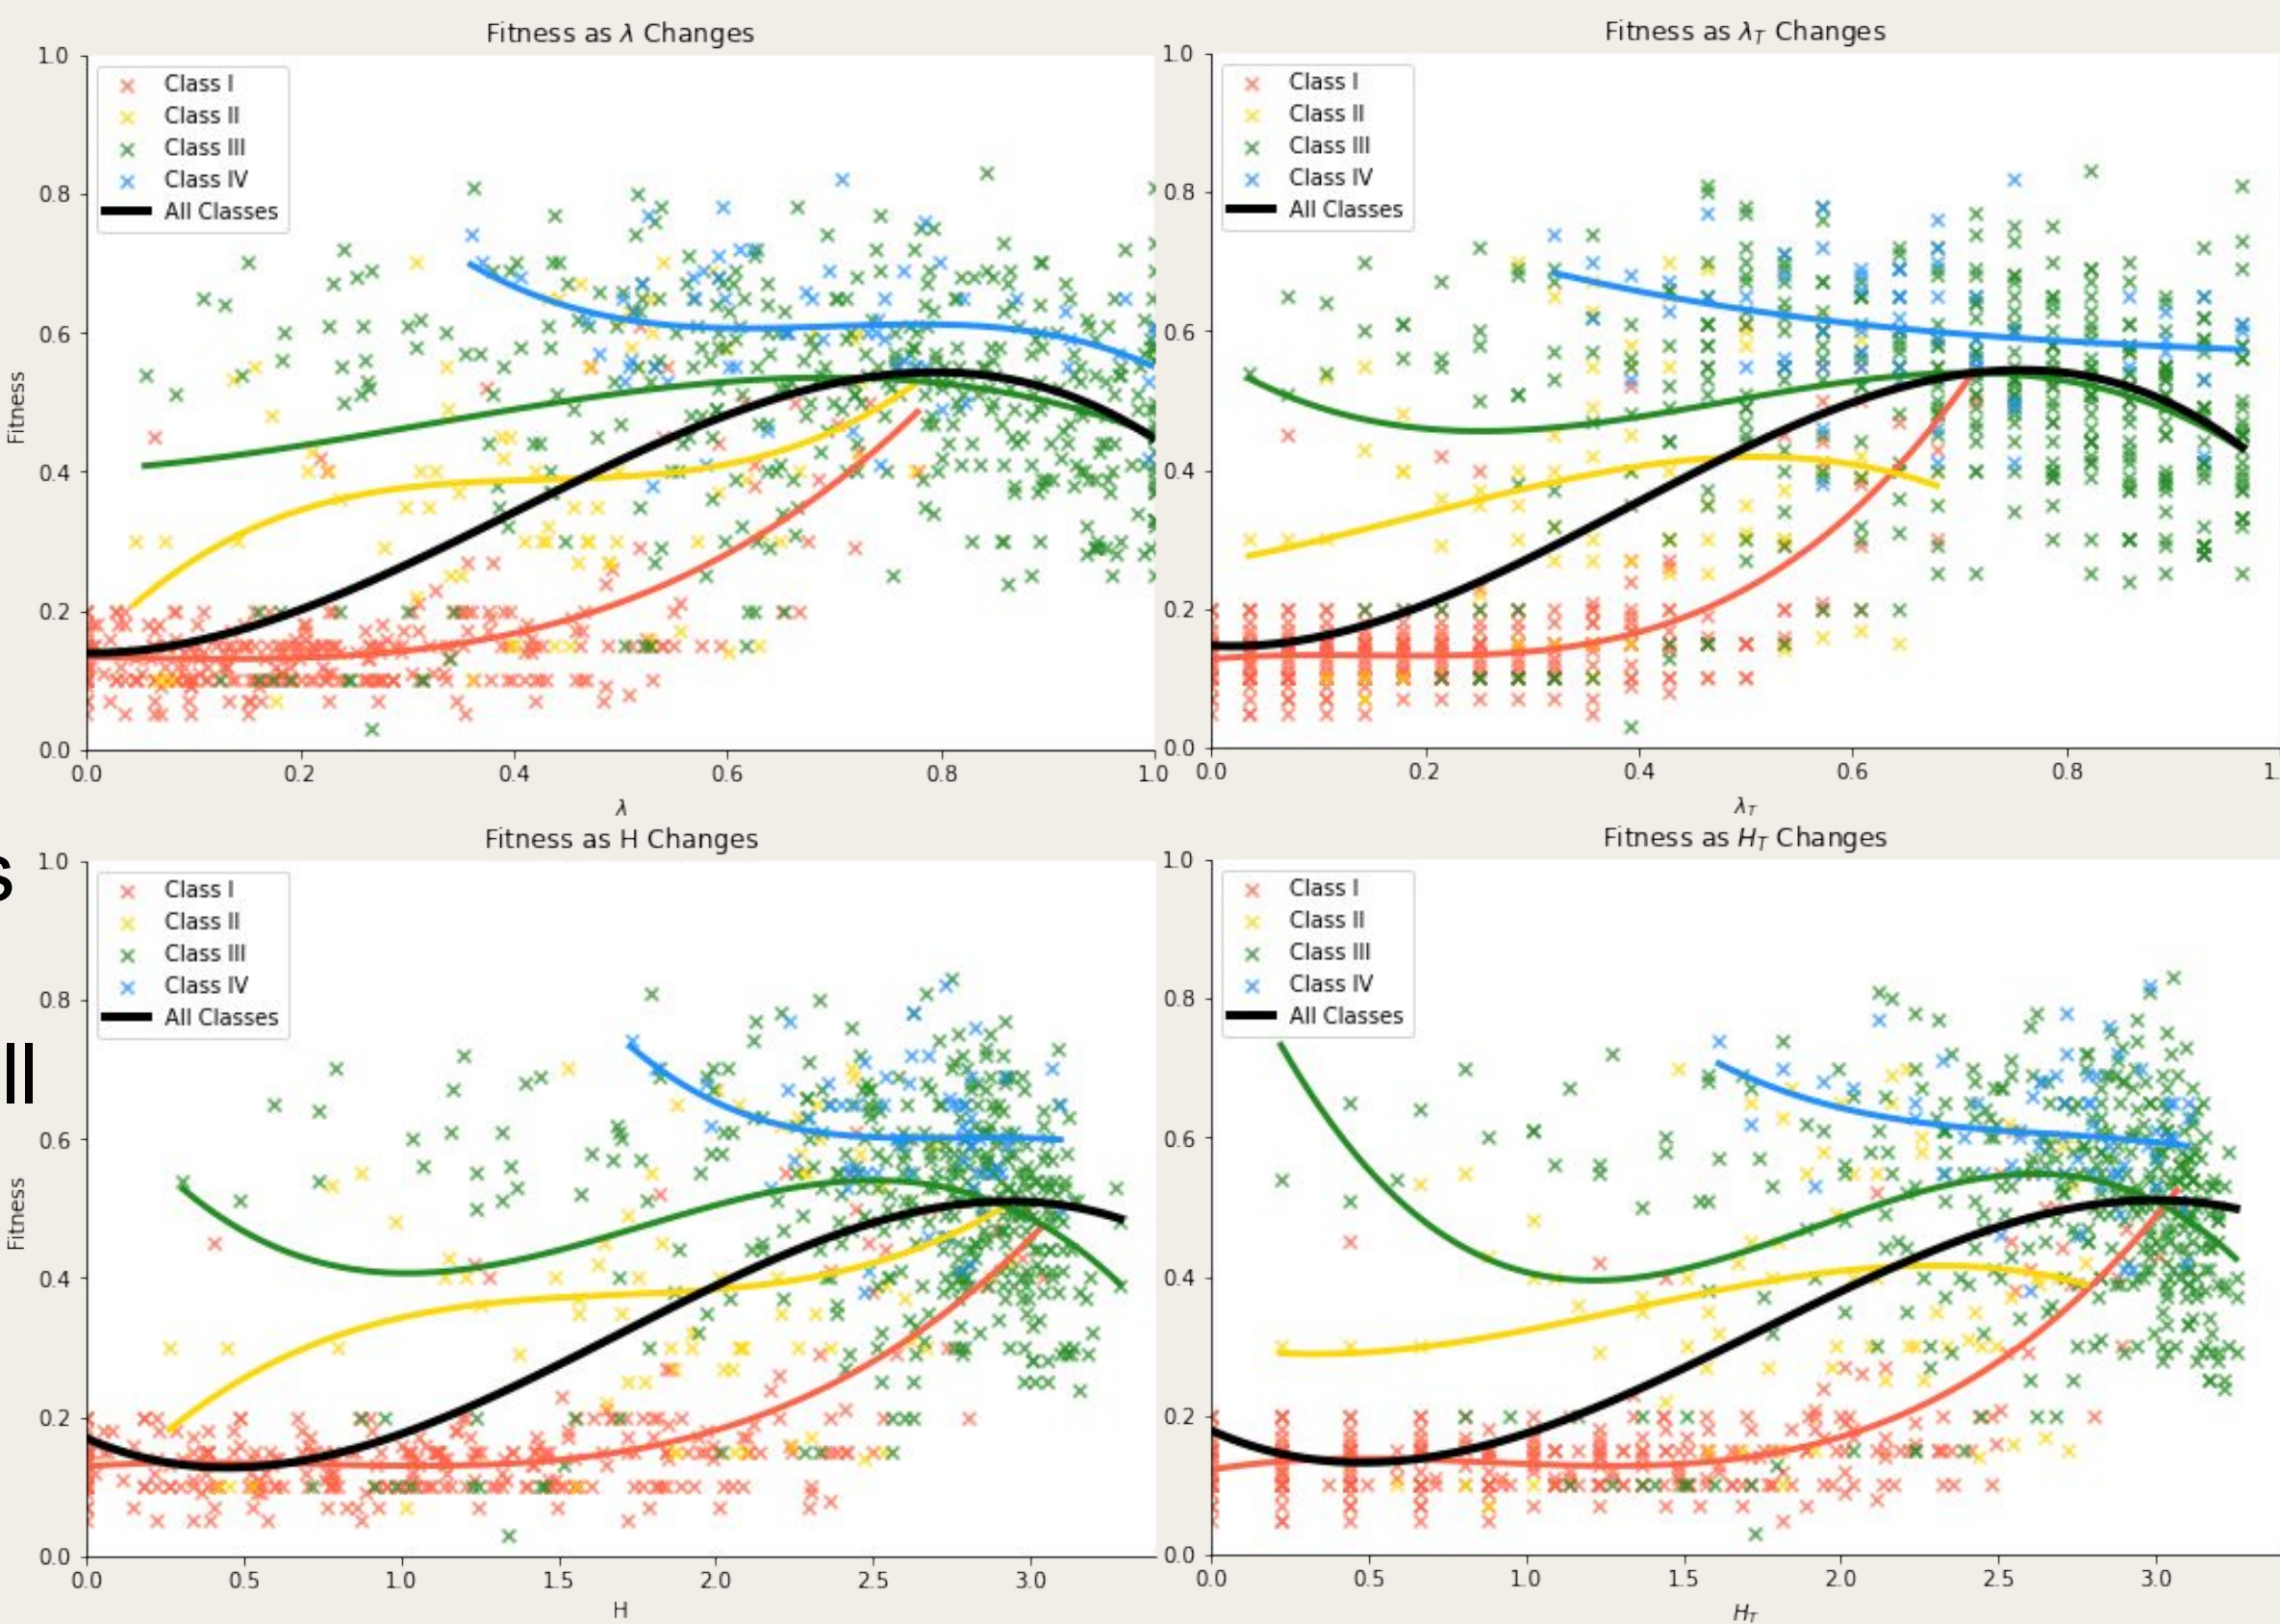 Fitness as λ Changes
1.0
0.8
0.6
0.4
0.2
0.0
Fitness
Class I
Class II
Class III
Class IV
All Classes
0.0 0.2 0.4 0.6 0.8 1.0
λ
Fitness as λT Changes
1.0
0.8
0.6
0.4
0.2
0.0
Class I
Class II
Class III
Class IV
All Classes
0.0 0.2 0.4 0.6 0.8 1.
λT
s
ll
Fitness as H Changes
1.0
0.8
0.6
0.4
0.2
0.0
Fitness
Class I
Class II
Class III
Class IV
All Classes
0.0 0.5 1.0 1.5 2.0 2.5 3.0
H
Fitness as HT Changes
1.0
0.8
0.6
0.4
0.2
0.0
Class I
Class II
Class III
Class IV
All Classes
0.0 0.5 1.0 1.5 2.0 2.5 3.0
HT